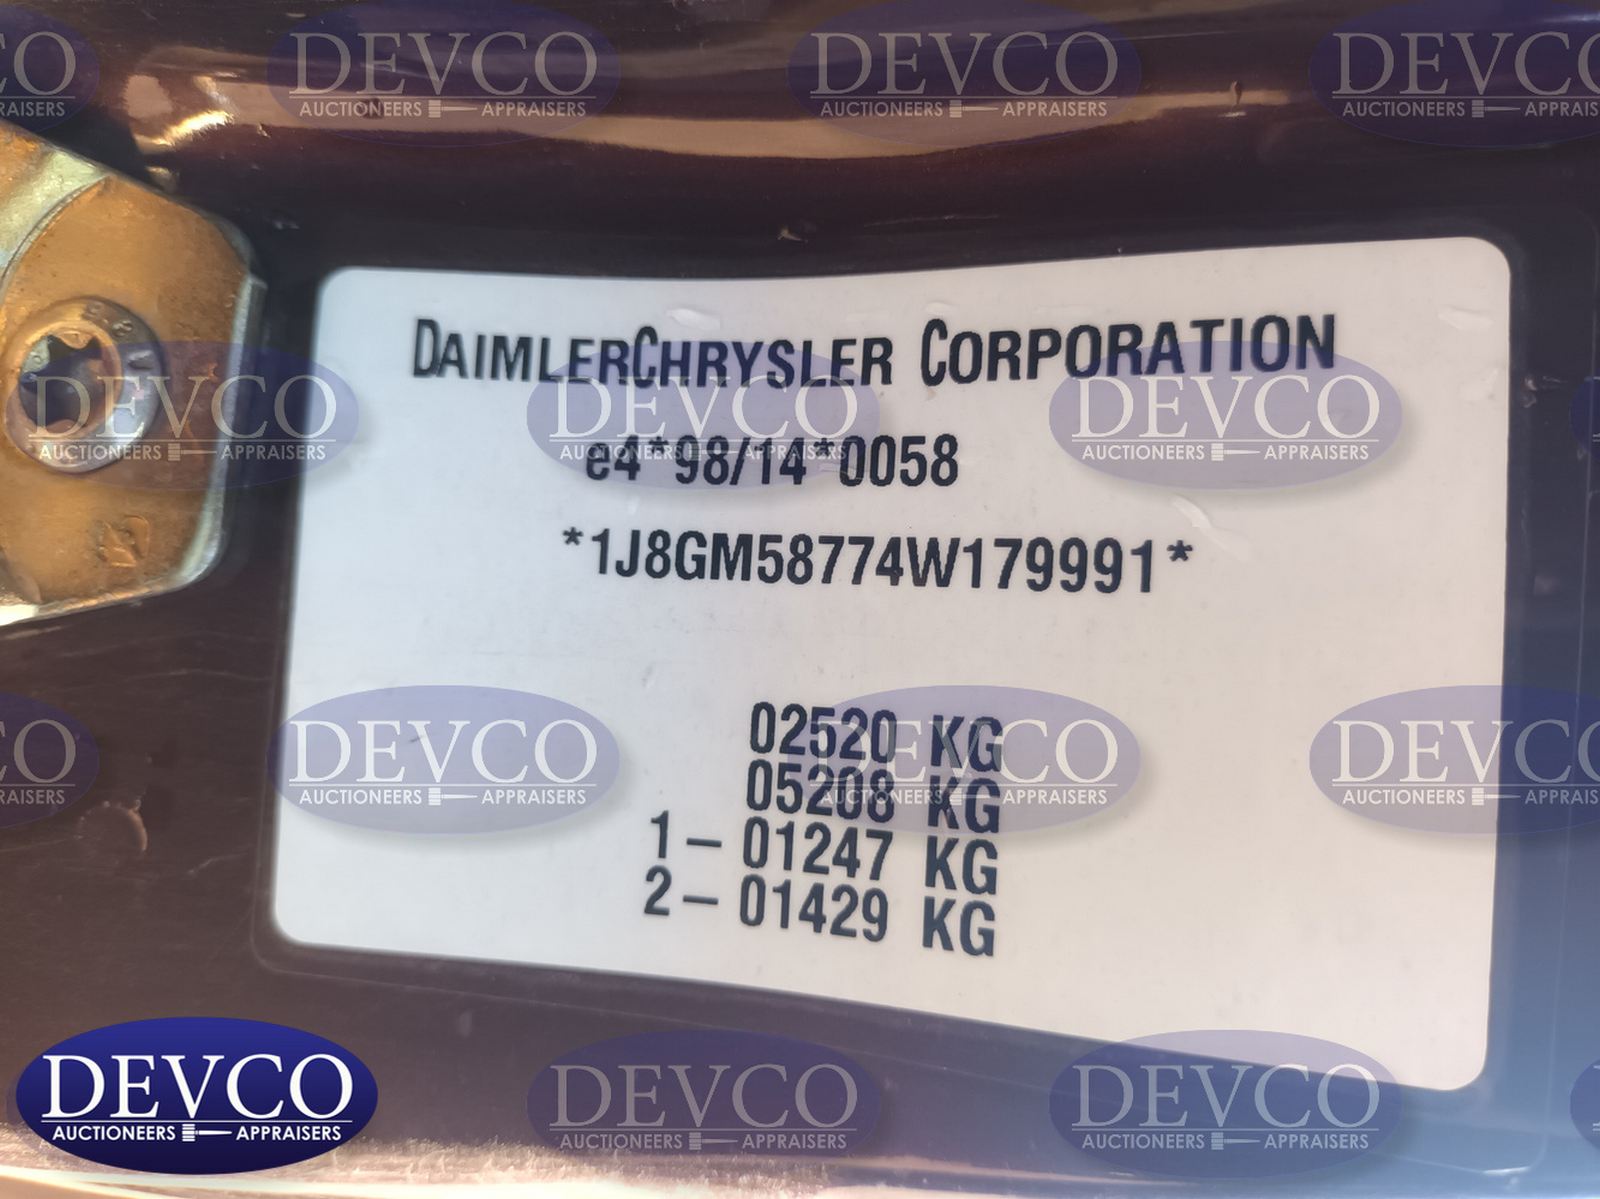 DAIMLERCHRYSLER CORPORATION
e4*98/14*0058
*1J8GM58774W179991*
02520 KG
05208 KG
1-01247 KG
2-01429 KG
DEVCO
AUCTIONEERS APPRAISERS